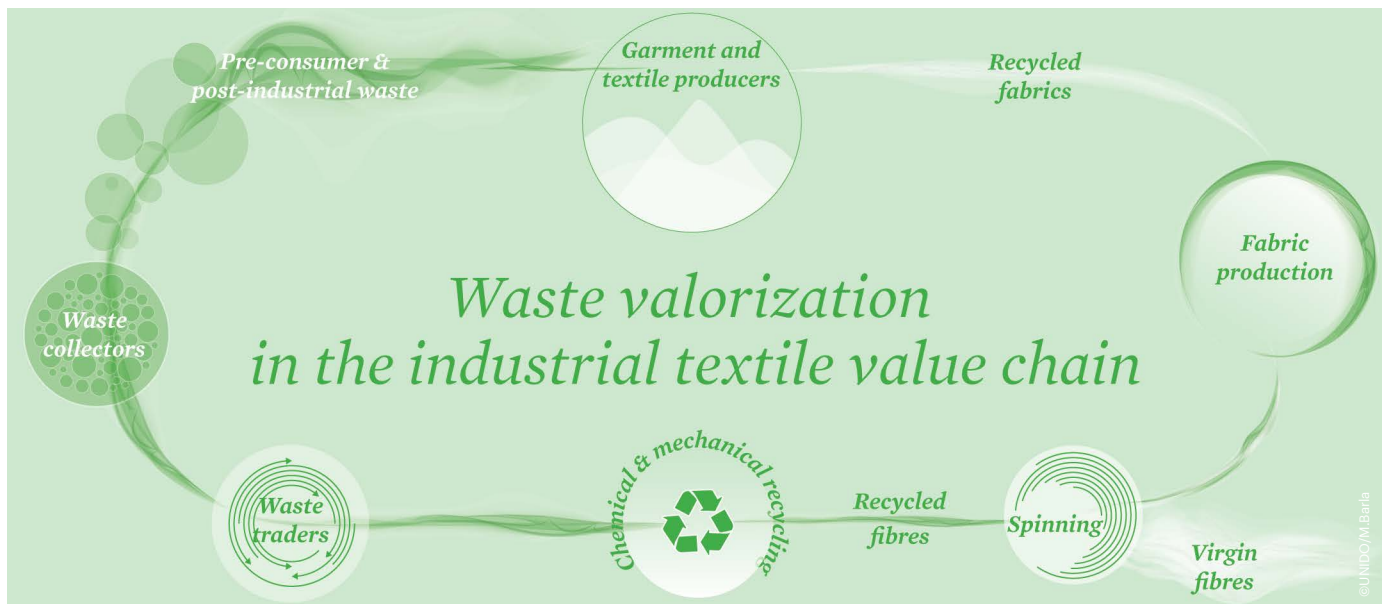 Pre-consumer &
post-industrial waste
Garment and
textile producers
Recycled
fabrics
Fabric
production
Waste
collectors
Waste valorization
in the industrial textile value chain
Waste
traders
Chemical & mechanical recycling
Recycled
fibres
Spinning
Virgin
fibres
©UNIDO/M.Barla